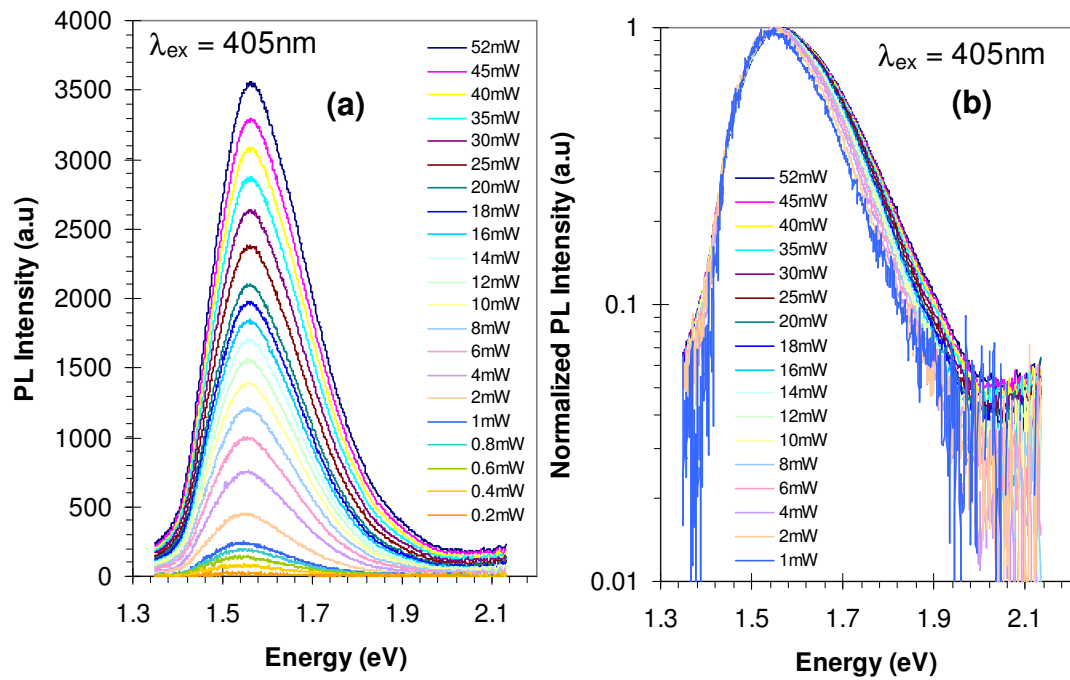 λex = 405nm
(a)
PL Intensity (a.u)
4000
3500
3000
2500
2000
1500
1000
500
0
1.3
1.5
1.7
1.9
2.1
Energy (eV)
52mW
45mW
40mW
35mW
30mW
25mW
20mW
18mW
16mW
14mW
12mW
10mW
8mW
6mW
4mW
2mW
1mW
0.8mW
0.6mW
0.4mW
0.2mW
λex = 405nm
(b)
Normalized PL Intensity (a.u)
1
0.1
0.01
1.3
1.5
1.7
1.9
2.1
Energy (eV)
52mW
45mW
40mW
35mW
30mW
25mW
20mW
18mW
16mW
14mW
12mW
10mW
8mW
6mW
4mW
2mW
1mW